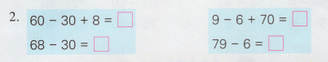 2. 60 – 30 + 8 = □ 9 – 6 + 70 = □
68 – 30 = □ 79 – 6 = □